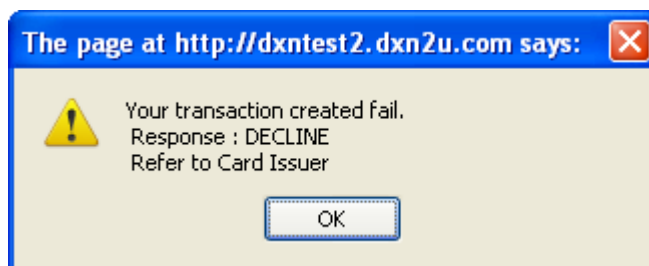 The page at http://dxntest2.dxn2u.com says:
Your transaction created fail.
Response : DECLINE
Refer to Card Issuer
OK